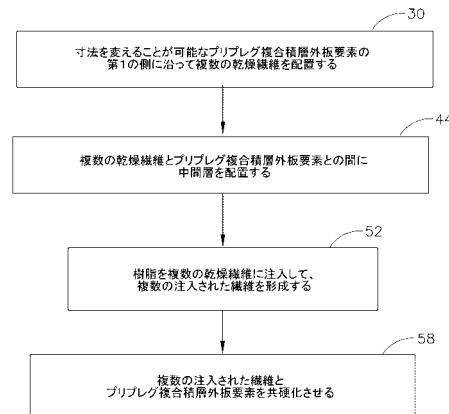 30
寸法を変えることが可能なプリプレグ複合積層外板要素の
第1の側に沿って複数の乾燥繊維を配置する
44
複数の乾燥繊維とプリプレグ複合積層外板要素との間に
中間層を配置する
52
樹脂を複数の乾燥繊維に注入して、
複数の注入された繊維を形成する
58
複数の注入された繊維と
プリプレグ複合積層外板要素を共硬化させる